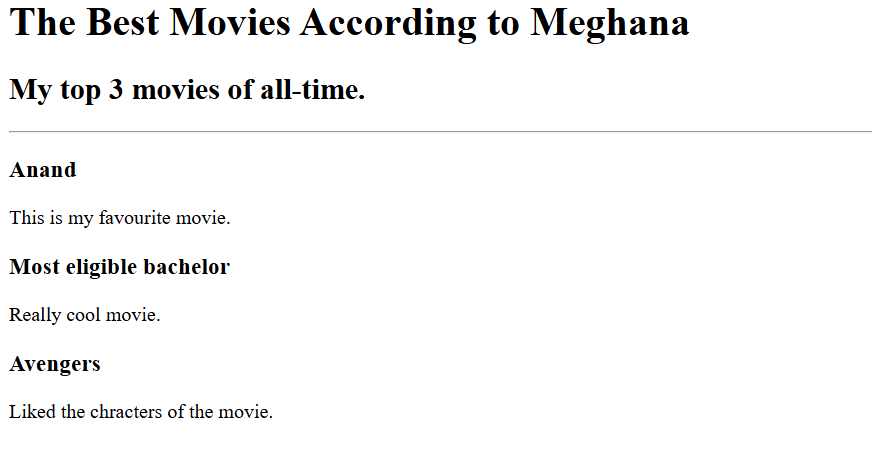 The Best Movies According to Meghana
My top 3 movies of all-time.
Anand
This is my favourite movie.
Most eligible bachelor
Really cool movie.
Avengers
Liked the chracters of the movie.